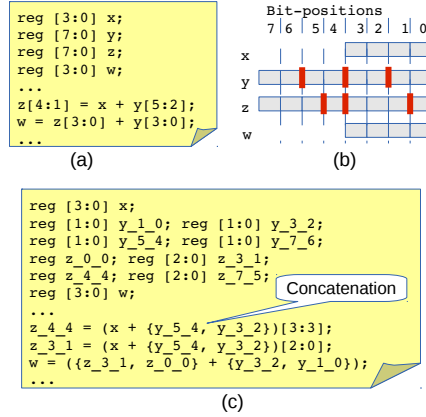 reg [3:0] x;
reg [7:0] y;
reg [7:0] z;
reg [3:0] w;
...
z[4:1] = x + y[5:2];
w = z[3:0] + y[3:0];
...
(a)
Bit-positions
7 6 5 4 3 2 1 0
x
y
z
w
(b)
reg [3:0] x;
reg [1:0] y_1_0; reg [1:0] y_3_2;
reg [1:0] y_5_4; reg [1:0] y_7_6;
reg z_0_0; reg [2:0] z_3_1;
reg z_4_4; reg [2:0] z_7_5;
reg [3:0] w;
...
Concatenation
z_4_4 = (x + {y_5_4, y_3_2})[3:3];
z_3_1 = (x + {y_5_4, y_3_2})[2:0];
w = ({z_3_1, z_0_0} + {y_3_2, y_1_0});
...
(c)